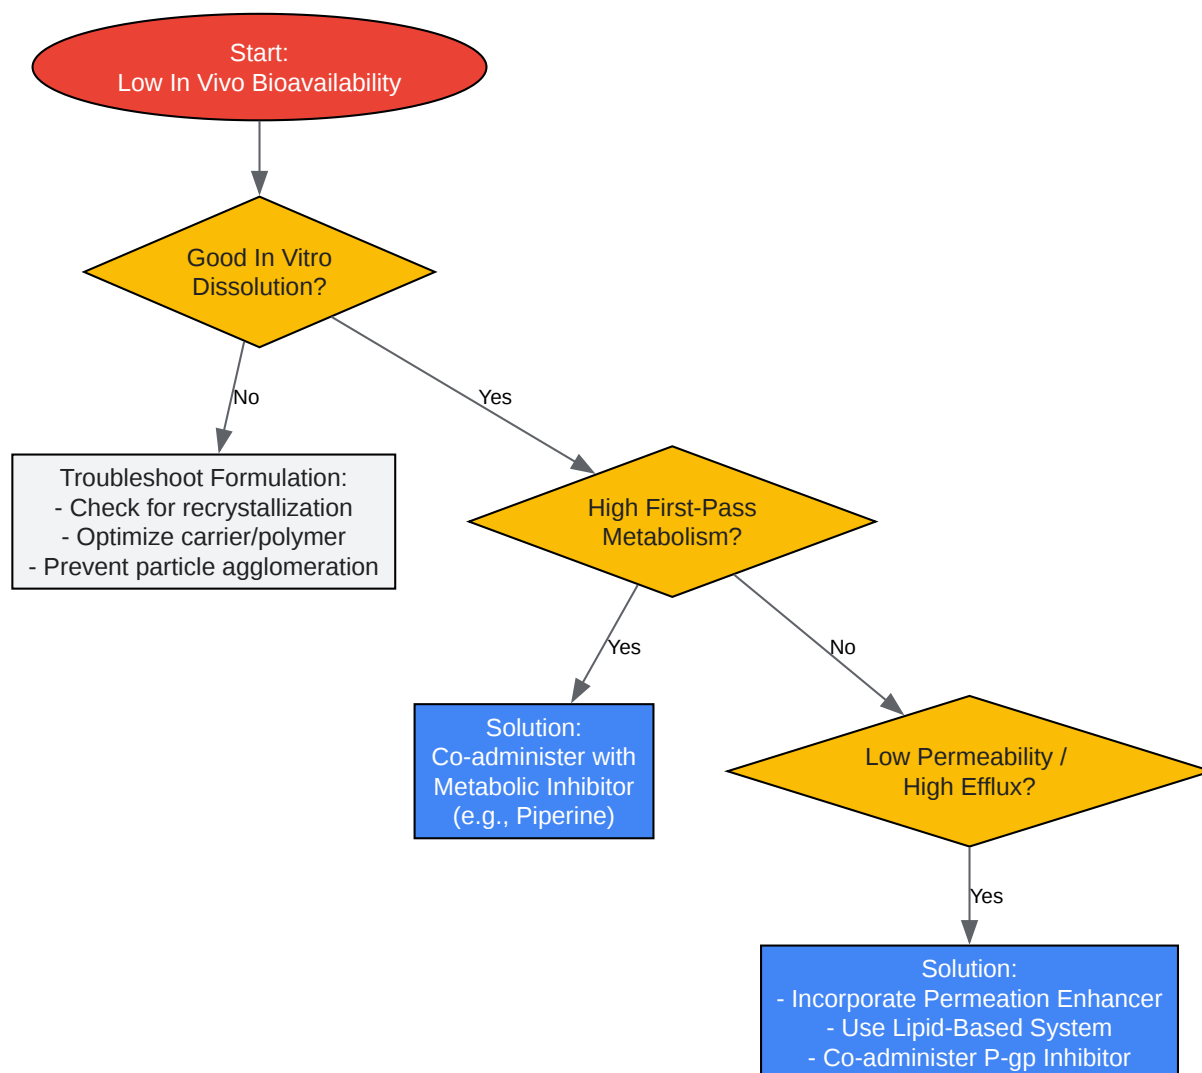 Start:
Low In Vivo Bioavailability
Good In Vitro
Dissolution?
No
Yes
Troubleshoot Formulation:
- Check for recrystallization
- Optimize carrier/polymer
- Prevent particle agglomeration
High First-Pass
Metabolism?
Yes
No
Solution:
Co-administer with
Metabolic Inhibitor
(e.g., Piperine)
Low Permeability /
High Efflux?
Yes
Solution:
- Incorporate Permeation Enhancer
- Use Lipid-Based System
- Co-administer P-gp Inhibitor